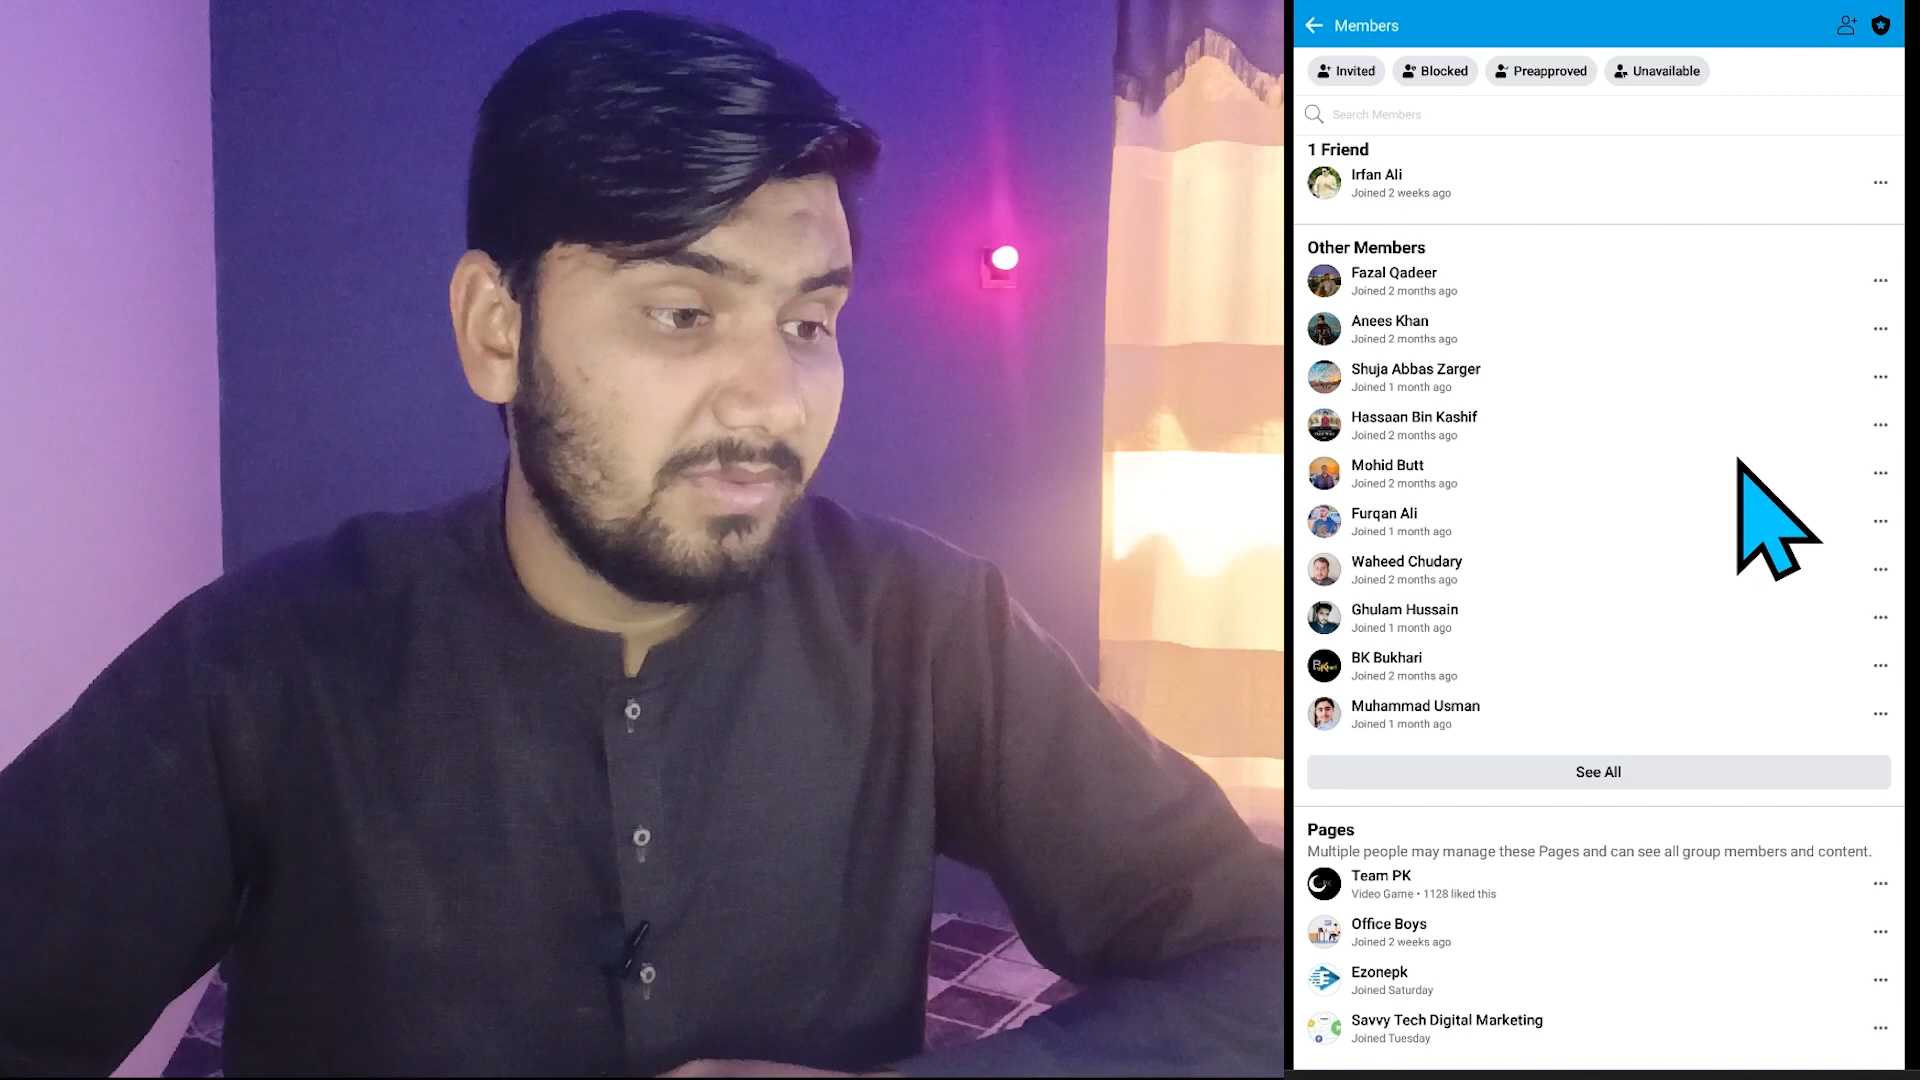 Members
Invited
Blocked
Preapproved
Unavailable
Search Members
1 Friend
Irfan Ali
Joined 2 weeks ago
Other Members
Fazal Qadeer
Joined 2 months ago
Anees Khan
Joined 2 months ago
Shuja Abbas Zarger
Joined 1 month ago
Hassaan Bin Kashif
Joined 2 months ago
Mohid Butt
Joined 2 months ago
Furqan Ali
Joined 1 month ago
Waheed Chudary
Joined 2 months ago
Ghulam Hussain
Joined 1 month ago
BK Bukhari
Joined 2 months ago
Muhammad Usman
Joined 1 month ago
See All
Pages
Multiple people may manage these Pages and can see all group members and content.
Team PK
Video Game • 1128 liked this
Office Boys
Joined 2 weeks ago
Ezonepk
Joined Saturday
Savvy Tech Digital Marketing
Joined Tuesday